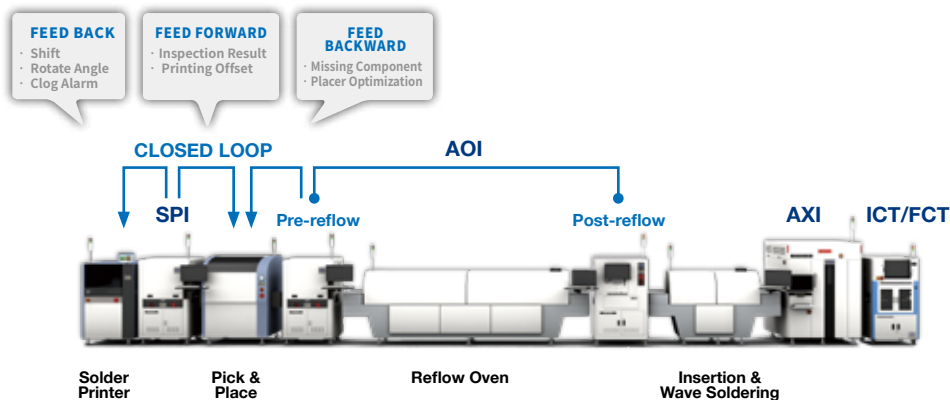 FEED BACK
· Shift
· Rotate Angle
· Clog Alarm
FEED FORWARD
· Inspection Result
· Printing Offset
FEED
BACKWARD
· Missing Component
· Placer Optimization
CLOSED LOOP
AOI
SPI
Pre-reflow
Post-reflow
AXI
ICT/FCT
Solder
Printer
Pick &
Place
Reflow Oven
Insertion &
Wave Soldering